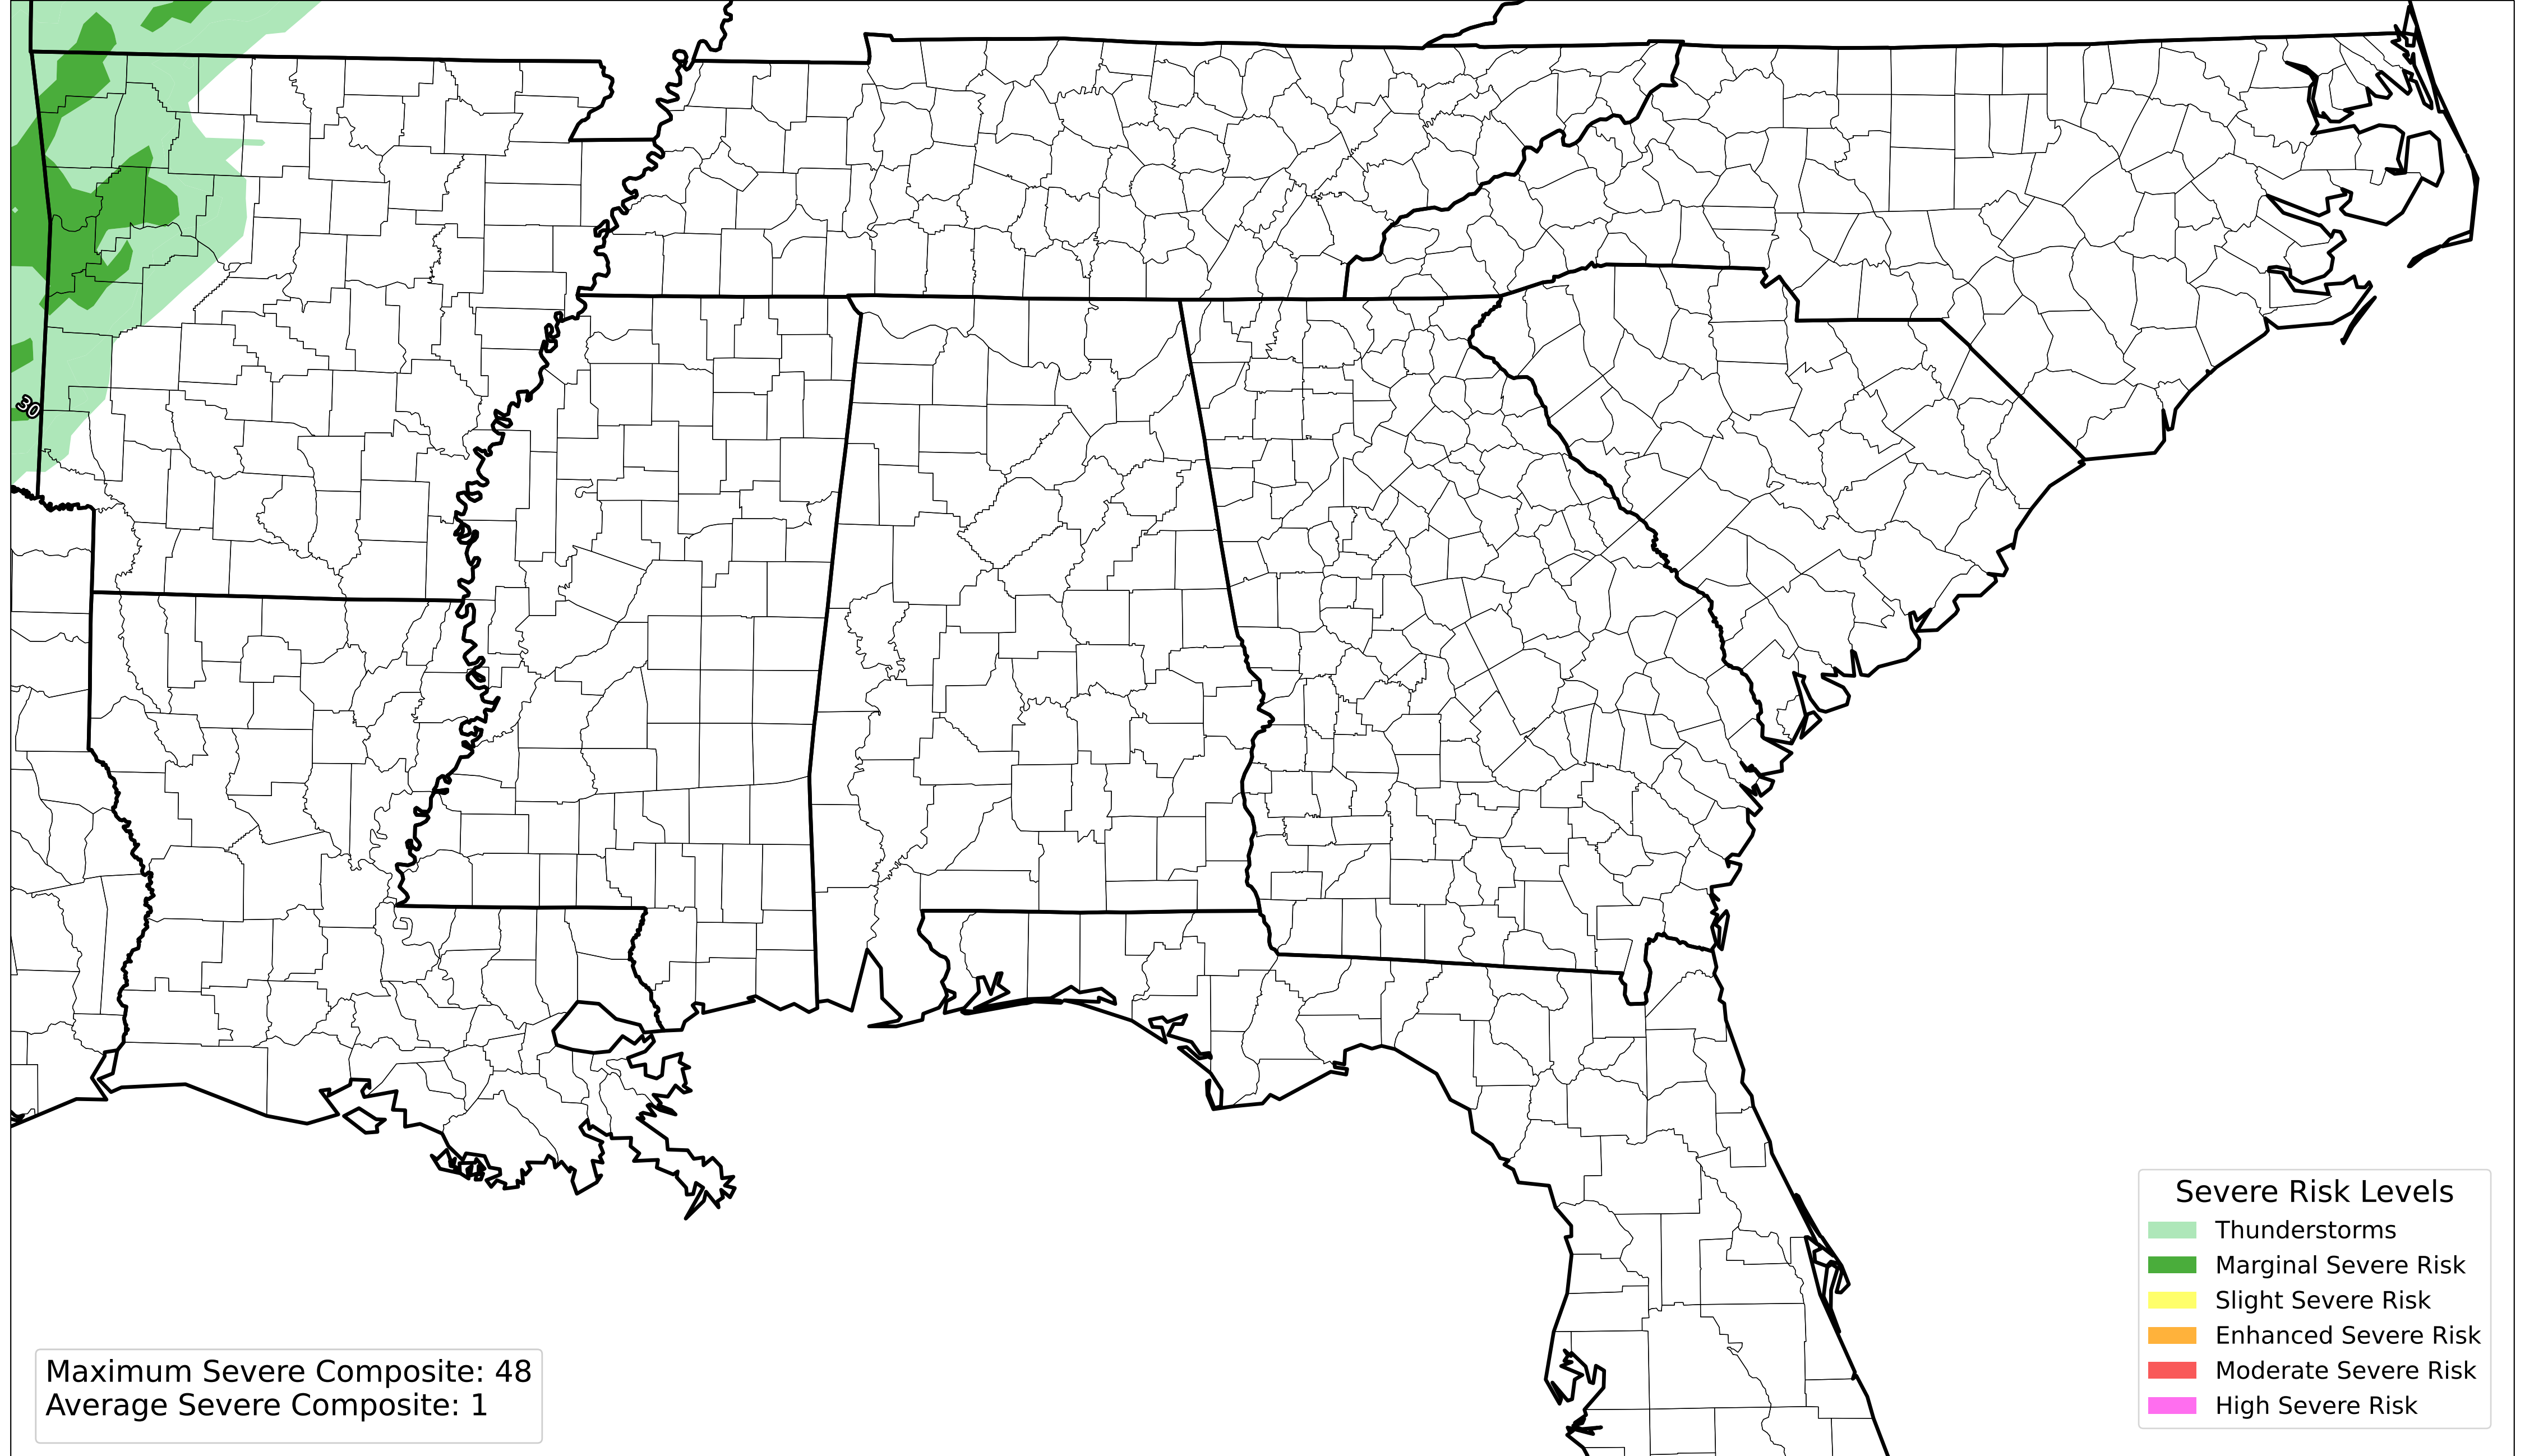 30
Maximum Severe Composite: 48
Average Severe Composite: 1
Severe Risk Levels
Thunderstorms
Marginal Severe Risk
Slight Severe Risk
Enhanced Severe Risk
Moderate Severe Risk
High Severe Risk